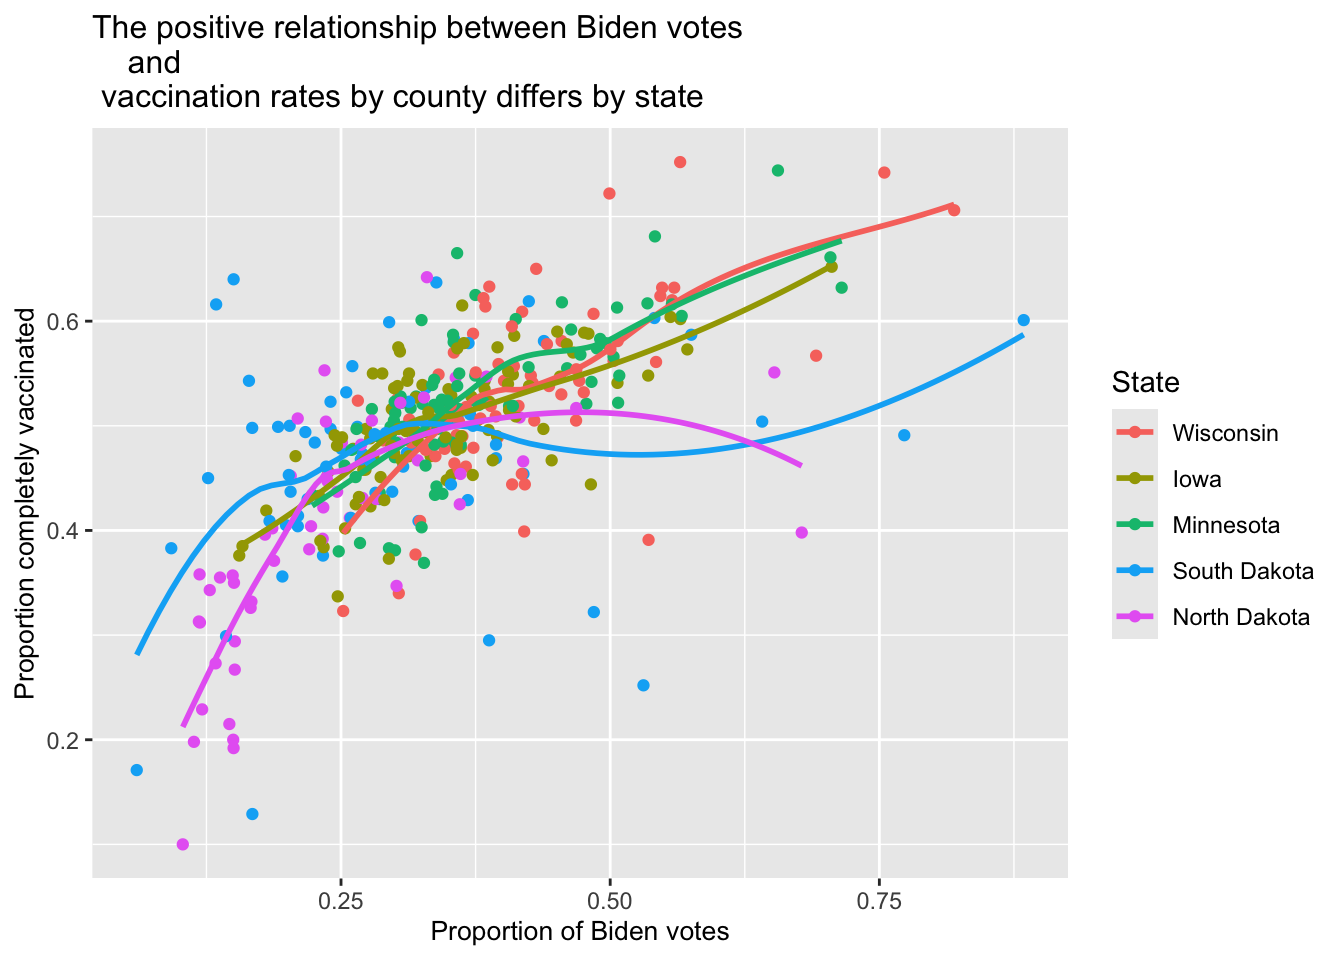 The positive relationship between Biden votes
and
vaccination rates by county differs by state
Proportion completely vaccinated
0.6
0.4
0.2
0.25
0.50
0.75
Proportion of Biden votes
State
Wisconsin
Iowa
Minnesota
South Dakota
North Dakota